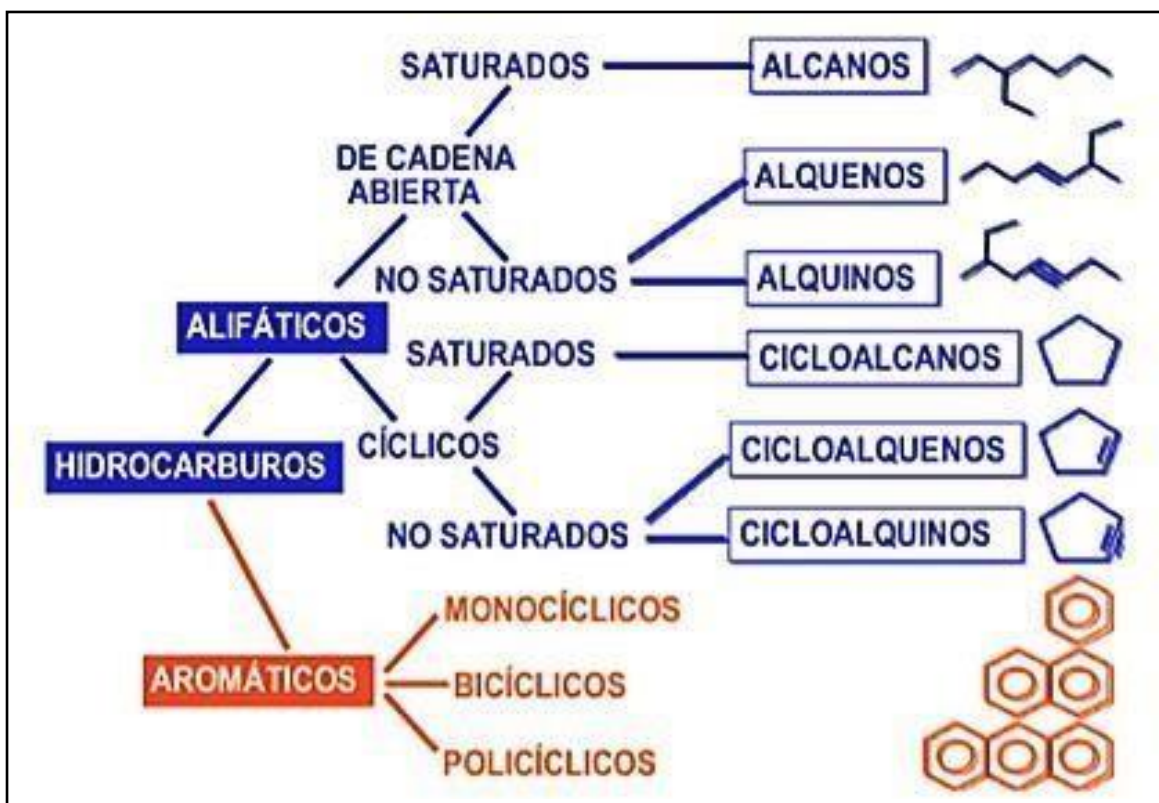 SATURADOS
ALCANOS
DE CADENA
ABIERTA
ALQUENOS
NO SATURADOS
ALQUINOS
ALIFÁTICOS
SATURADOS
CICLOALCANOS
HIDROCARBUROS
CÍCLICOS
CICLOALQUENOS
NO SATURADOS
CICLOALQUINOS
MONOCÍCLICOS
AROMÁTICOS
BICÍCLICOS
POLICÍCLICOS